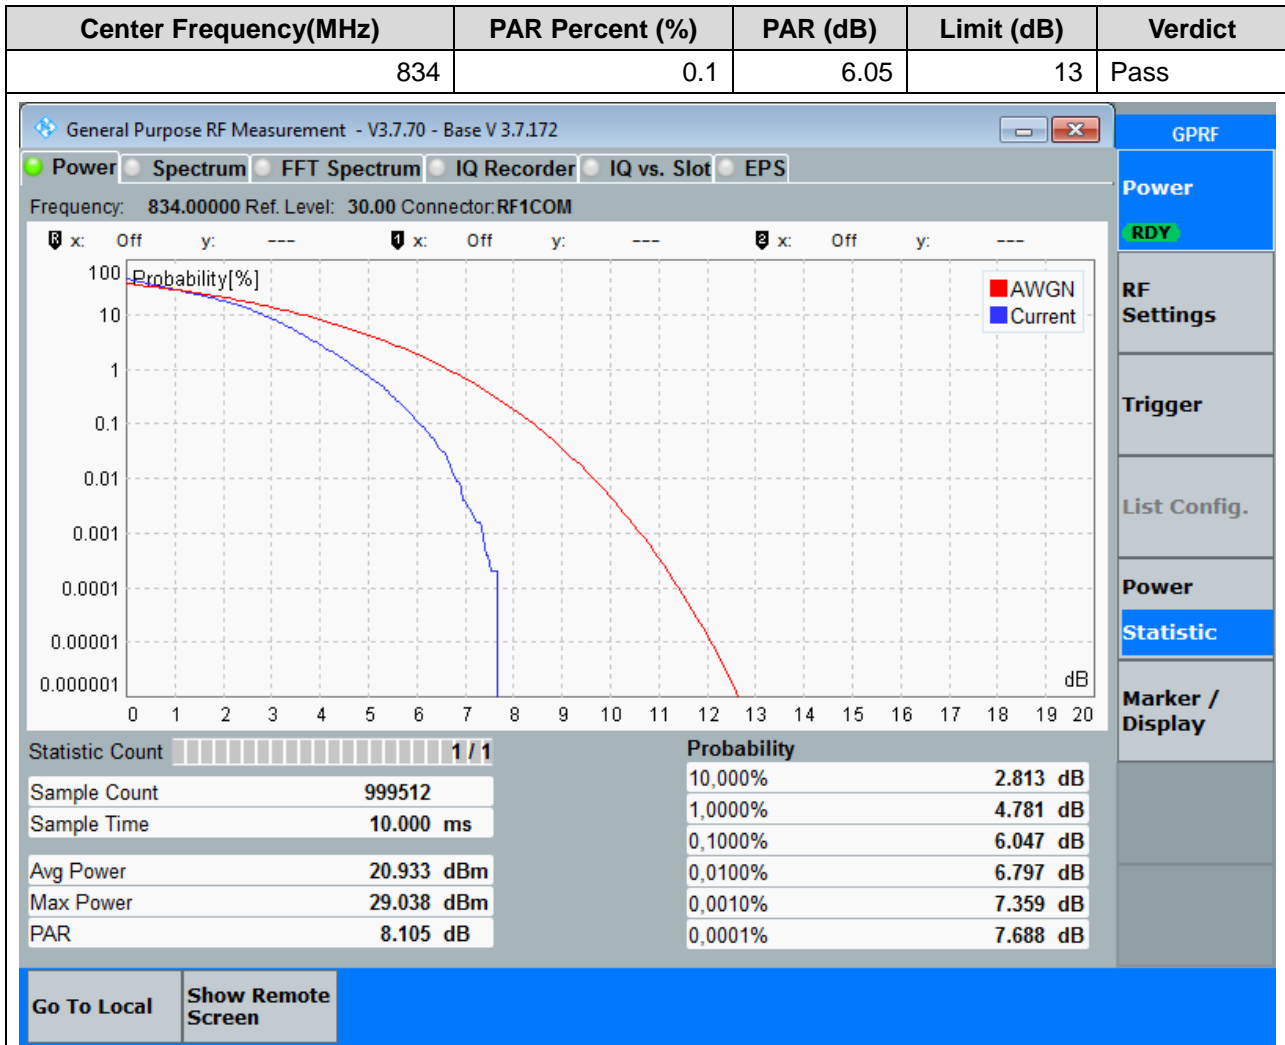 Center Frequency(MHz) PAR Percent (%) PAR (dB) Limit (dB) Verdict
834 0.1 6.05 13 Pass
General Purpose RF Measurement - V3.7.70 - Base V 3.7.172
GPRF
Power Spectrum FFT Spectrum IQ Recorder IQ vs. Slot EPS
Power
RDY
Frequency: 834.00000 Ref. Level: 30.00 Connector: RF1COM
R x: Off y: --- 1 x: Off y: --- 2 x: Off y: ---
Probability[%]
AWGN
Current
100
10
1
0.1
0.01
0.001
0.0001
0.00001
0.000001
dB
0 1 2 3 4 5 6 7 8 9 10 11 12 13 14 15 16 17 18 19 20
RF
Settings
Trigger
List Config.
Power
Statistic
Marker /
Display
Statistic Count 1 / 1
Sample Count 999512
Sample Time 10.000 ms
Avg Power 20.933 dBm
Max Power 29.038 dBm
PAR 8.105 dB
Probability
10,000% 2.813 dB
1,0000% 4.781 dB
0,1000% 6.047 dB
0,0100% 6.797 dB
0,0010% 7.359 dB
0,0001% 7.688 dB
Go To Local
Show Remote
Screen